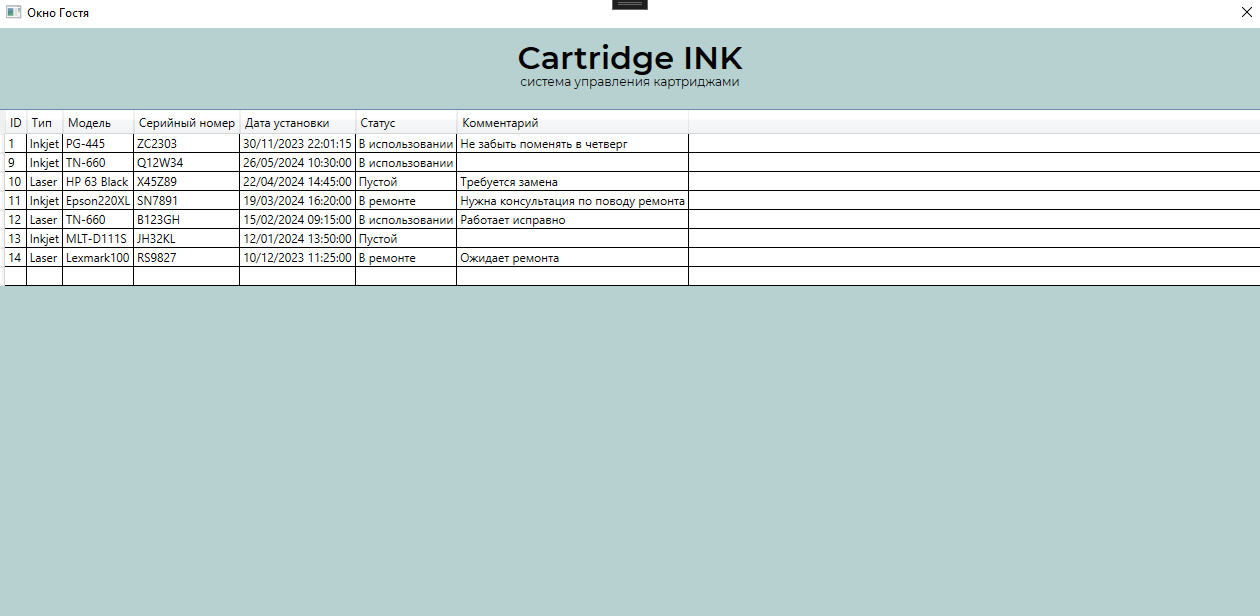 Окно Гостя
Cartridge INK
система управления картриджами
ID Тип Модель Серийный номер Дата установки Статус Комментарий
1 Inkjet PG-445 ZC2303 30/11/2023 22:01:15 В использовании Не забыть поменять в четверг
9 Inkjet TN-660 Q12W34 26/05/2024 10:30:00 В использовании
10 Laser HP 63 Black X45Z89 22/04/2024 14:45:00 Пустой Требуется замена
11 Inkjet Epson220XL SN7891 19/03/2024 16:20:00 В ремонте Нужна консультация по поводу ремонта
12 Laser TN-660 B123GH 15/02/2024 09:15:00 В использовании Работает исправно
13 Inkjet MLT-D111S JH32KL 12/01/2024 13:50:00 Пустой
14 Laser Lexmark100 RS9827 10/12/2023 11:25:00 В ремонте Ожидает ремонта